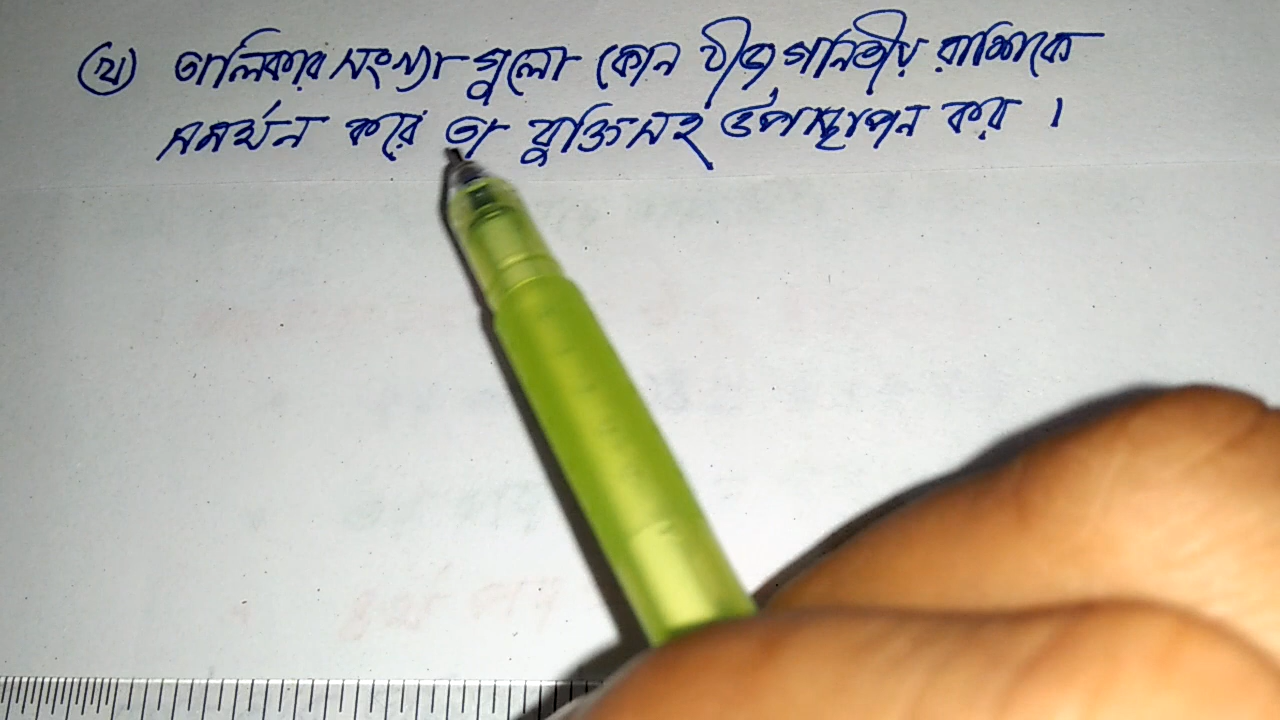 (খ) তালিকার সংখ্যা গুলো কোন বীজ গানিতীয় রাশিকে
সমর্থন করে তা যুক্তিসহ উপস্থাপন কর ।